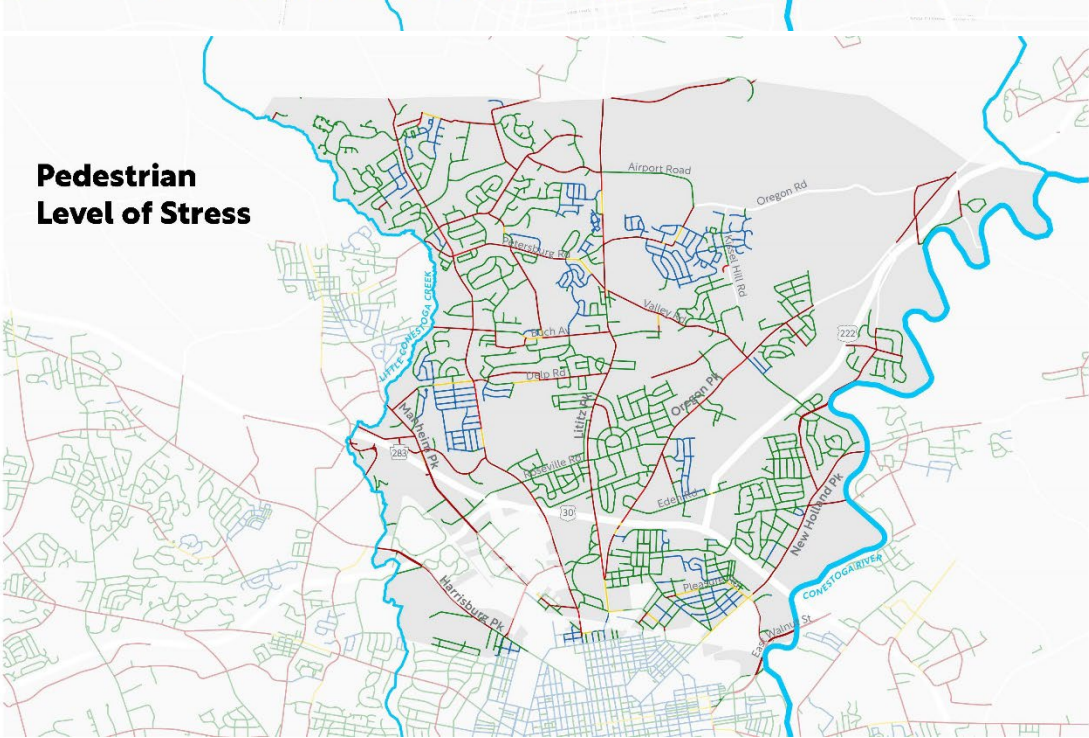 Pedestrian
Level of Stress
Airport Road
Oregon Rd
Petersburg Rd
Kissel Hill Rd
LITTLE CONESTOGA CREEK
Valley Rd
222
Buch Av
Delp Rd
Oregon Pk
Manheim Pk
Lititz Pk
283
Roseville Rd
Eden Rd
30
New Holland Pk
CONESTOGA RIVER
Harrisburg Pk
East Walnut St